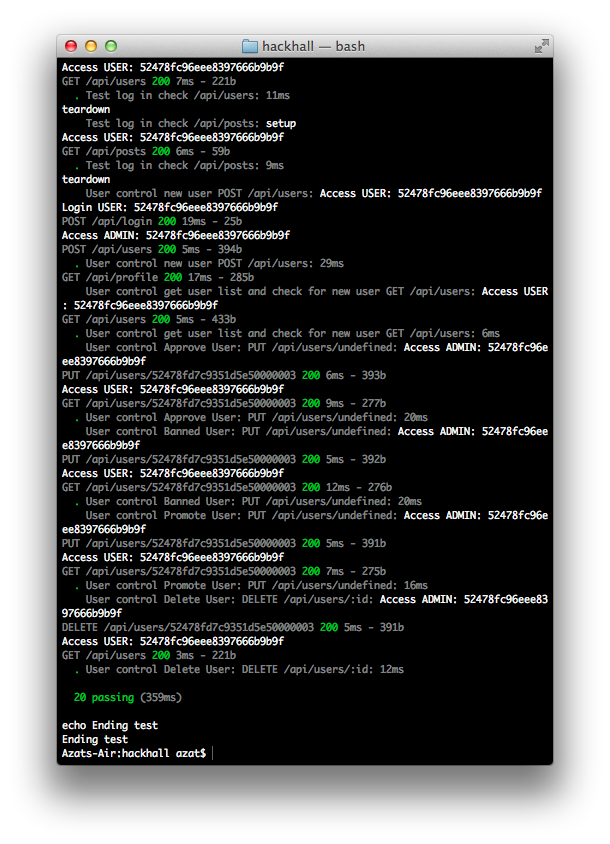 hackhall — bash
Access USER: 52478fc96eee8397666b9b9f
GET /api/users 200 7ms - 221b
. Test log in check /api/users: 11ms
teardown
Test log in check /api/posts: setup
Access USER: 52478fc96eee8397666b9b9f
GET /api/posts 200 6ms - 59b
. Test log in check /api/posts: 9ms
teardown
User control new user POST /api/users: Access USER: 52478fc96eee8397666b9b9f
Login USER: 52478fc96eee8397666b9b9f
POST /api/login 200 19ms - 25b
Access ADMIN: 52478fc96eee8397666b9b9f
POST /api/users 200 5ms - 394b
. User control new user POST /api/users: 29ms
GET /api/profile 200 17ms - 285b
User control get user list and check for new user GET /api/users: Access USER
: 52478fc96eee8397666b9b9f
GET /api/users 200 5ms - 433b
. User control get user list and check for new user GET /api/users: 6ms
User control Approve User: PUT /api/users/undefined: Access ADMIN: 52478fc96e
ee8397666b9b9f
PUT /api/users/52478fd7c9351d5e50000003 200 6ms - 393b
Access USER: 52478fc96eee8397666b9b9f
GET /api/users/52478fd7c9351d5e50000003 200 9ms - 277b
. User control Approve User: PUT /api/users/undefined: 20ms
User control Banned User: PUT /api/users/undefined: Access ADMIN: 52478fc96ee
e8397666b9b9f
PUT /api/users/52478fd7c9351d5e50000003 200 5ms - 392b
Access USER: 52478fc96eee8397666b9b9f
GET /api/users/52478fd7c9351d5e50000003 200 12ms - 276b
. User control Banned User: PUT /api/users/undefined: 20ms
User control Promote User: PUT /api/users/undefined: Access ADMIN: 52478fc96e
ee8397666b9b9f
PUT /api/users/52478fd7c9351d5e50000003 200 5ms - 391b
Access USER: 52478fc96eee8397666b9b9f
GET /api/users/52478fd7c9351d5e50000003 200 7ms - 275b
. User control Promote User: PUT /api/users/undefined: 16ms
User control Delete User: DELETE /api/users/:id: Access ADMIN: 52478fc96eee83
97666b9b9f
DELETE /api/users/52478fd7c9351d5e50000003 200 5ms - 391b
Access USER: 52478fc96eee8397666b9b9f
GET /api/users 200 3ms - 221b
. User control Delete User: DELETE /api/users/:id: 12ms
20 passing (359ms)
echo Ending test
Ending test
Azats-Air:hackhall azat$